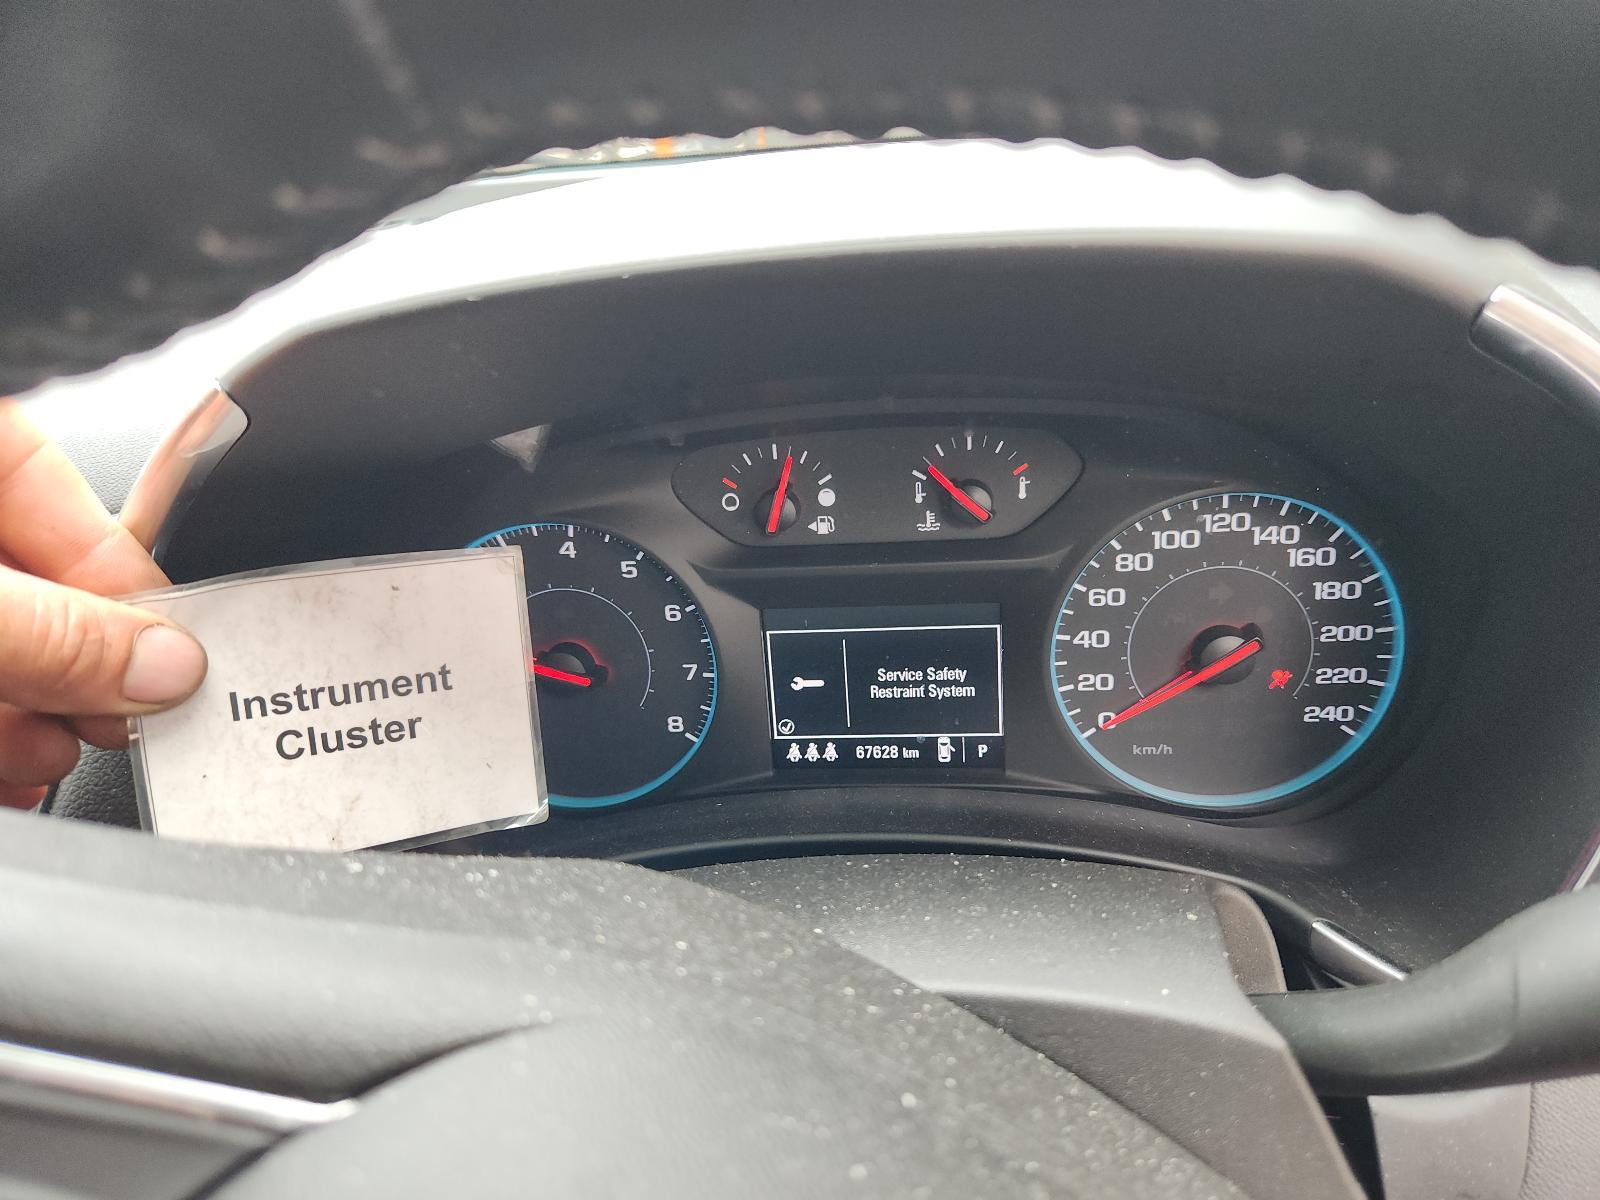 Instrument
Cluster
4
5
6
7
8
Service Safety
Restraint System
67628 km
P
0
20
40
60
80
100
120
140
160
180
200
220
240
km/h